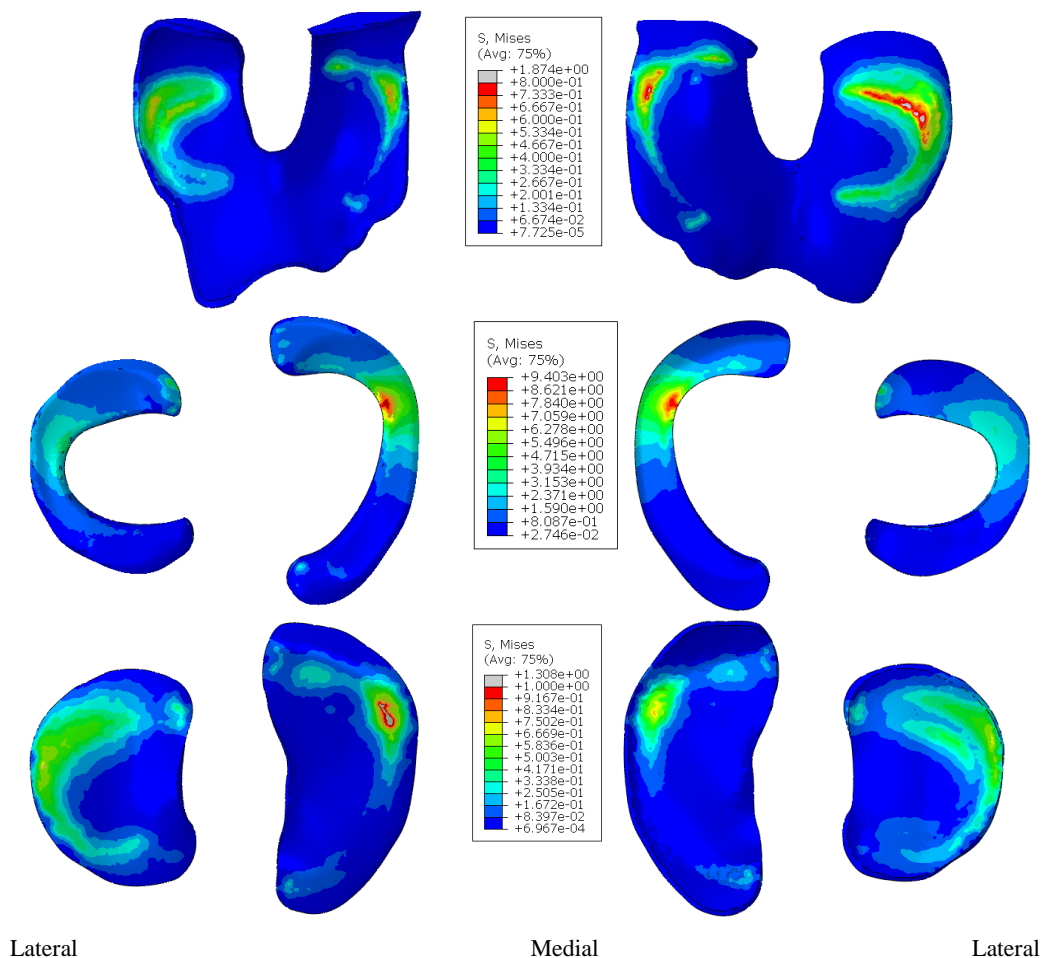 S, Mises
(Avg: 75%)
+1.874e+00
+8.000e-01
+7.333e-01
+6.667e-01
+6.000e-01
+5.334e-01
+4.667e-01
+4.000e-01
+3.334e-01
+2.667e-01
+2.001e-01
+1.334e-01
+6.674e-02
+7.725e-05
S, Mises
(Avg: 75%)
+9.403e+00
+8.621e+00
+7.840e+00
+7.059e+00
+6.278e+00
+5.496e+00
+4.715e+00
+3.934e+00
+3.153e+00
+2.371e+00
+1.590e+00
+8.087e-01
+2.746e-02
S, Mises
(Avg: 75%)
+1.308e+00
+1.000e+00
+9.167e-01
+8.334e-01
+7.502e-01
+6.669e-01
+5.836e-01
+5.003e-01
+4.171e-01
+3.338e-01
+2.505e-01
+1.672e-01
+8.397e-02
+6.967e-04
Lateral Medial Lateral